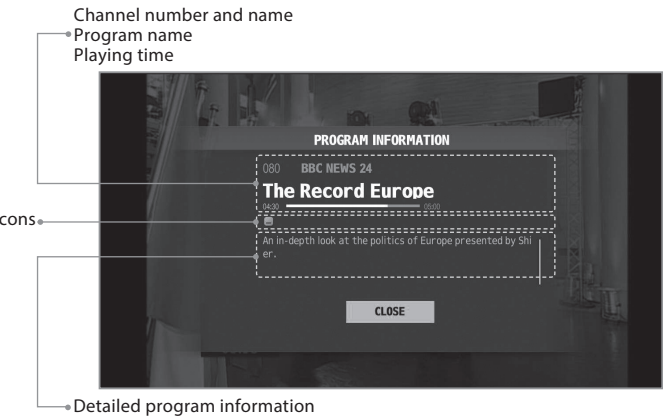 Channel number and name
Program name
Playing time
PROGRAM INFORMATION
080 BBC NEWS 24
The Record Europe
04:30 05:00
cons
An in-depth look at the politics of Europe presented by Shi
er.
CLOSE
Detailed program information